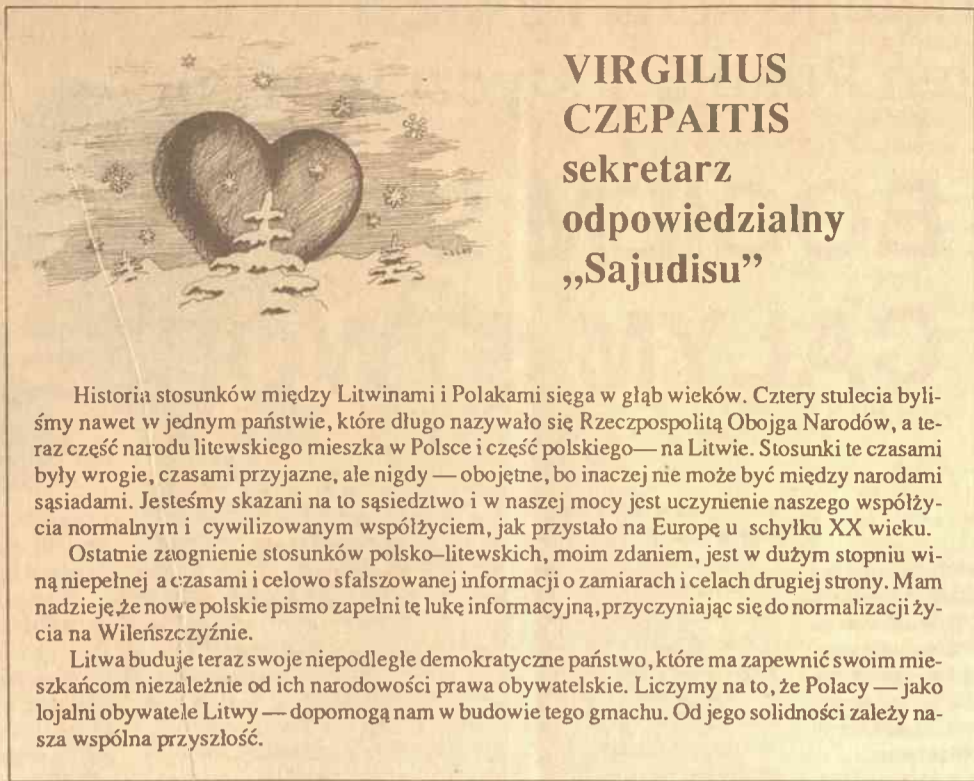 VIRGILIUS
CZEPAITIS
sekretarz
odpowiedzialny
„Sajudisu”
Historia stosunków między Litwinami i Polakami sięga w głąb wieków. Cztery stulecia byli-
śmy nawet w jednym państwie, które długo nazywało się Rzeczpospolitą Obojga Narodów, a te-
raz część narodu litewskiego mieszka w Polsce i część polskiego— na Litwie. Stosunki te czasami
były wrogie, czasami przyjazne, ale nigdy — obojętne, bo inaczej nie może być między narodami
sąsiadami. Jesteśmy skazani na to sąsiedztwo i w naszej mocy jest uczynienie naszego współży-
cia normalnym i cywilizowanym współżyciem, jak przystało na Europę u schyłku XX wieku.
Ostatnie zaognienie stosunków polsko–litewskich, moim zdaniem, jest w dużym stopniu wi-
ną niepełnej a czasami i celowo sfałszowanej informacji o zamiarach i celach drugiej strony. Mam
nadzieję,że nowe polskie pismo zapełni tę lukę informacyjną,przyczyniając się do normalizacji ży-
cia na Wileńszczyźnie.
Litwa buduje teraz swoje niepodległe demokratyczne państwo, które ma zapewnić swoim mie-
szkańcom niezależnie od ich narodowości prawa obywatelskie. Liczymy na to, że Polacy — jako
lojalni obywatele Litwy — dopomogą nam w budowie tego gmachu. Od jego solidności zależy na-
sza wspólna przyszłość.